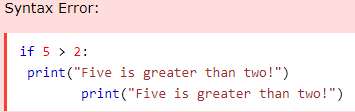 Syntax Error:
if 5 > 2:
 print("Five is greater than two!")
        print("Five is greater than two!")